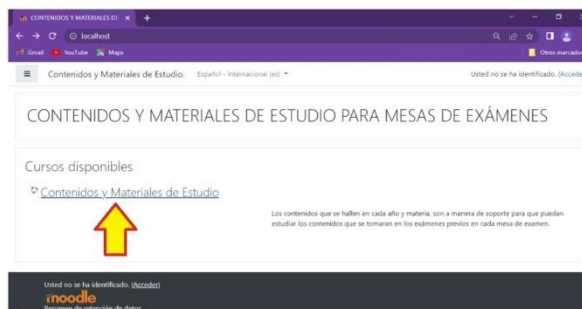 CONTENIDOS Y MATERIALES DE
localhost
Gmail YouTube Maps Otros marcado
Contenidos y Materiales de Estudio. Español - Internacional (es) Usted no se ha identificado. (Accede
CONTENIDOS Y MATERIALES DE ESTUDIO PARA MESAS DE EXÁMENES
Cursos disponibles
Contenidos y Materiales de Estudio
Los contenidos que se hallen en cada año y materia, son a manera de soporte para que puedan
estudiar los contenidos que se tomaran en los exámenes previos en cada mesa de examen.
Usted no se ha identificado. (Acceder)
moodle
Resumen de retención de datos